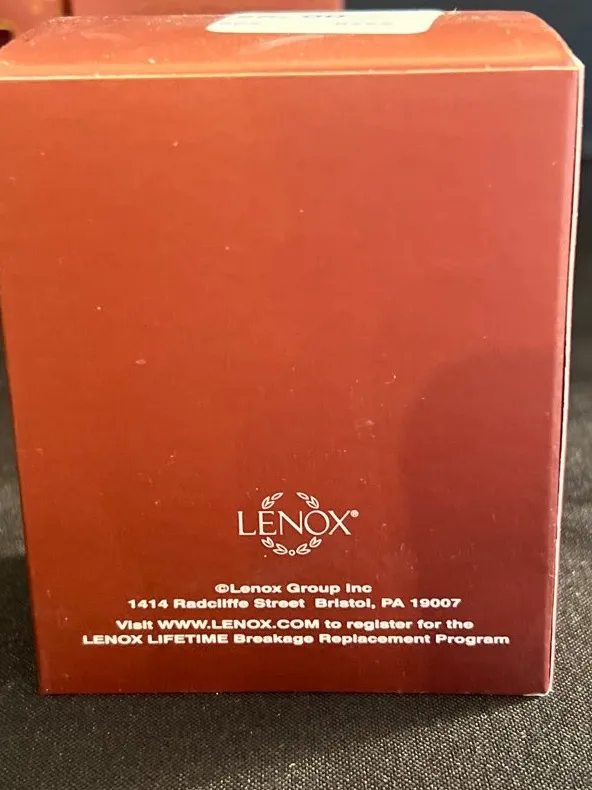 LENOX®
©Lenox Group Inc
1414 Radcliffe Street Bristol, PA 19007
Visit WWW.LENOX.COM to register for the
LENOX LIFETIME Breakage Replacement Program